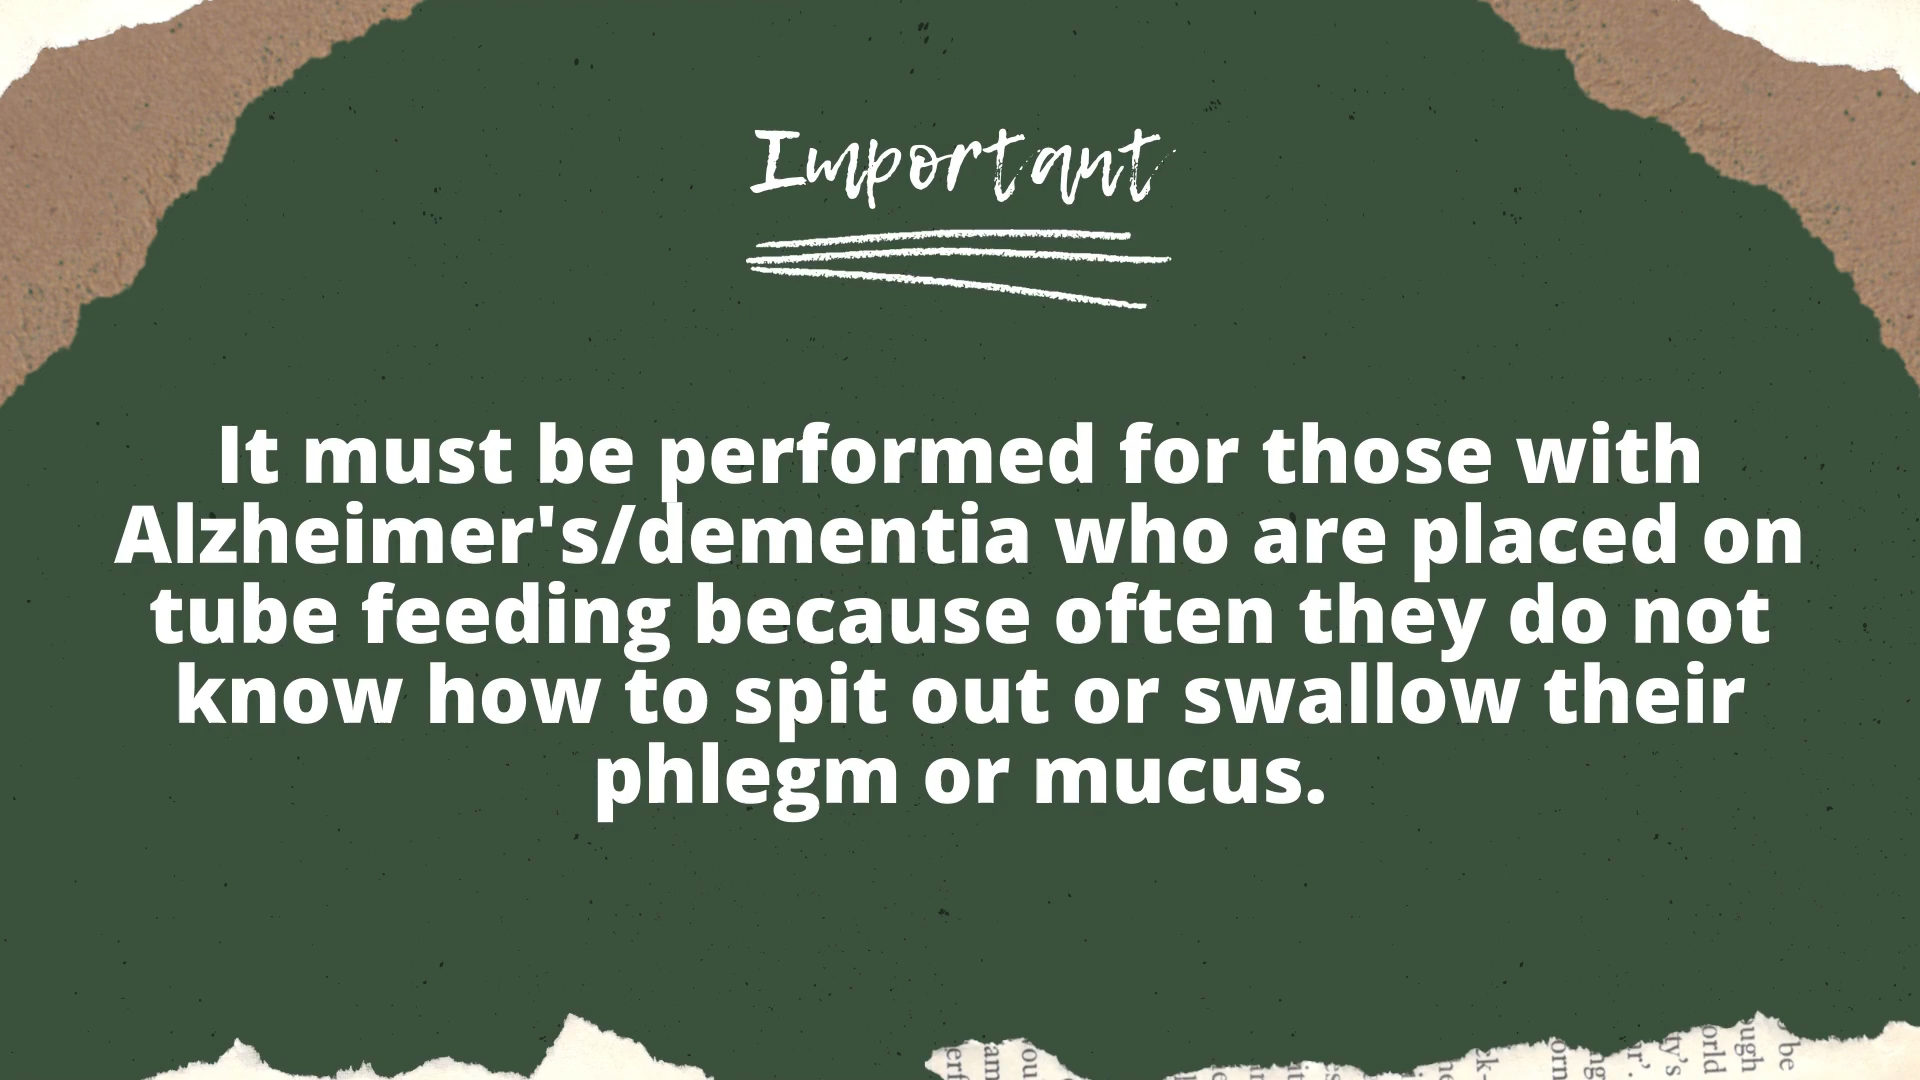 Important
It must be performed for those with
Alzheimer's/dementia who are placed on
tube feeding because often they do not
know how to spit out or swallow their
phlegm or mucus.